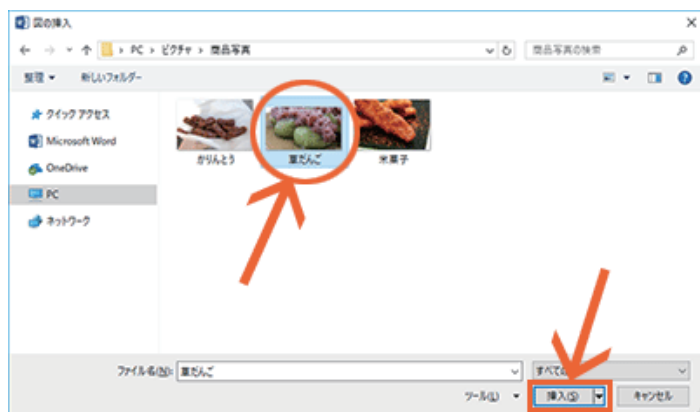 図の挿入
PC › ピクチャ › 商品写真
商品写真の検索
整理
新しいフォルダー
クイック アクセス
Microsoft Word
OneDrive
PC
ネットワーク
かりんとう
草だんご
米菓子
ファイル名(N):
草だんご
すべての
ツール(L)
挿入(S)
キャンセル